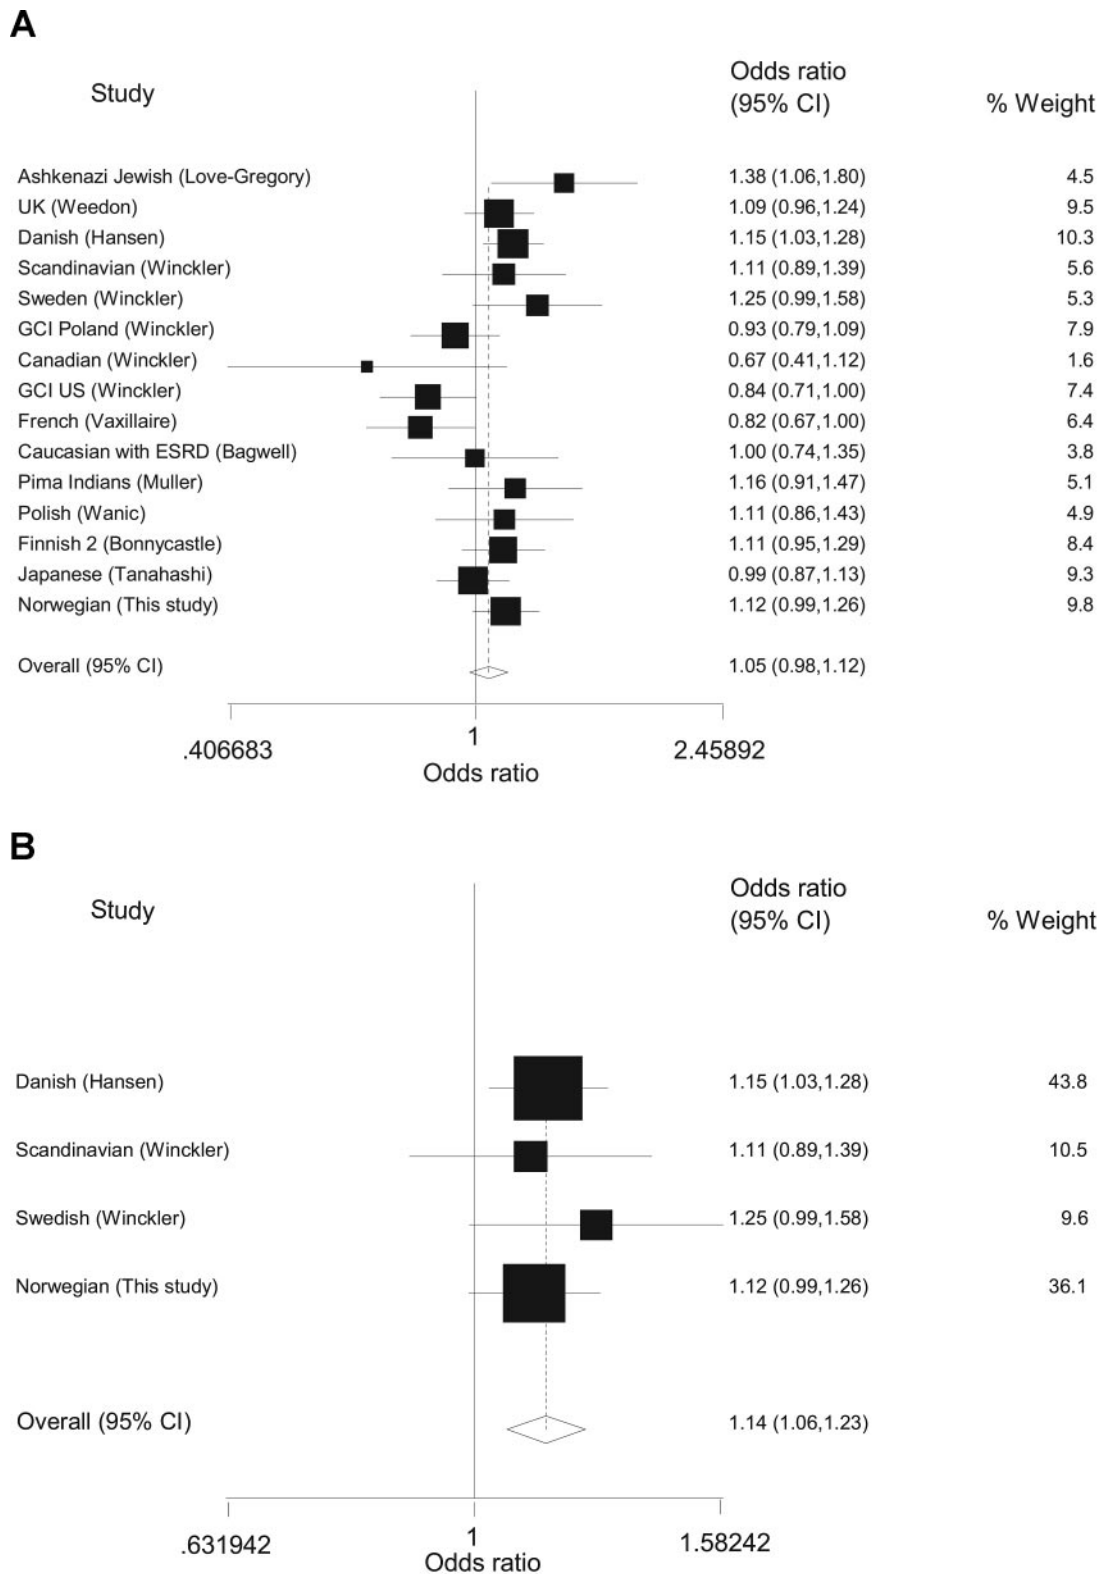 A
Study
Odds ratio
(95% CI)
% Weight
Ashkenazi Jewish (Love-Gregory) 1.38 (1.06,1.80) 4.5
UK (Weedon) 1.09 (0.96,1.24) 9.5
Danish (Hansen) 1.15 (1.03,1.28) 10.3
Scandinavian (Winckler) 1.11 (0.89,1.39) 5.6
Sweden (Winckler) 1.25 (0.99,1.58) 5.3
GCI Poland (Winckler) 0.93 (0.79,1.09) 7.9
Canadian (Winckler) 0.67 (0.41,1.12) 1.6
GCI US (Winckler) 0.84 (0.71,1.00) 7.4
French (Vaxillaire) 0.82 (0.67,1.00) 6.4
Caucasian with ESRD (Bagwell) 1.00 (0.74,1.35) 3.8
Pima Indians (Muller) 1.16 (0.91,1.47) 5.1
Polish (Wanic) 1.11 (0.86,1.43) 4.9
Finnish 2 (Bonnycastle) 1.11 (0.95,1.29) 8.4
Japanese (Tanahashi) 0.99 (0.87,1.13) 9.3
Norwegian (This study) 1.12 (0.99,1.26) 9.8
Overall (95% CI) 1.05 (0.98,1.12)
.406683 1 2.45892
Odds ratio
B
Study
Odds ratio
(95% CI)
% Weight
Danish (Hansen) 1.15 (1.03,1.28) 43.8
Scandinavian (Winckler) 1.11 (0.89,1.39) 10.5
Swedish (Winckler) 1.25 (0.99,1.58) 9.6
Norwegian (This study) 1.12 (0.99,1.26) 36.1
Overall (95% CI) 1.14 (1.06,1.23)
.631942 1 1.58242
Odds ratio